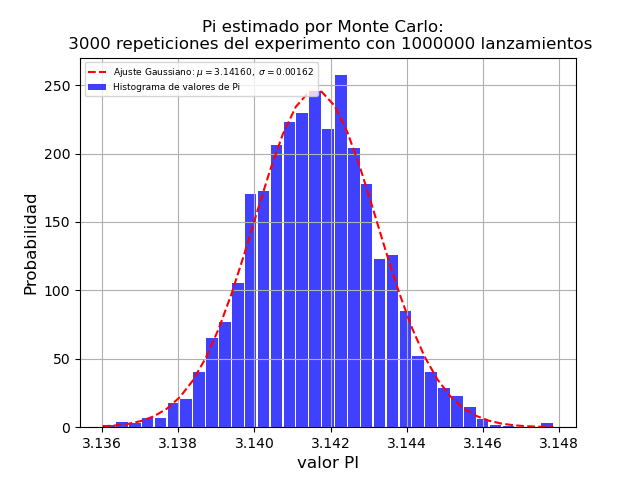 Pi estimado por Monte Carlo:
3000 repeticiones del experimento con 1000000 lanzamientos
Ajuste Gaussiano: μ = 3.14160, σ = 0.00162
Histograma de valores de Pi
Probabilidad
250
200
150
100
50
0
3.136 3.138 3.140 3.142 3.144 3.146 3.148
valor PI